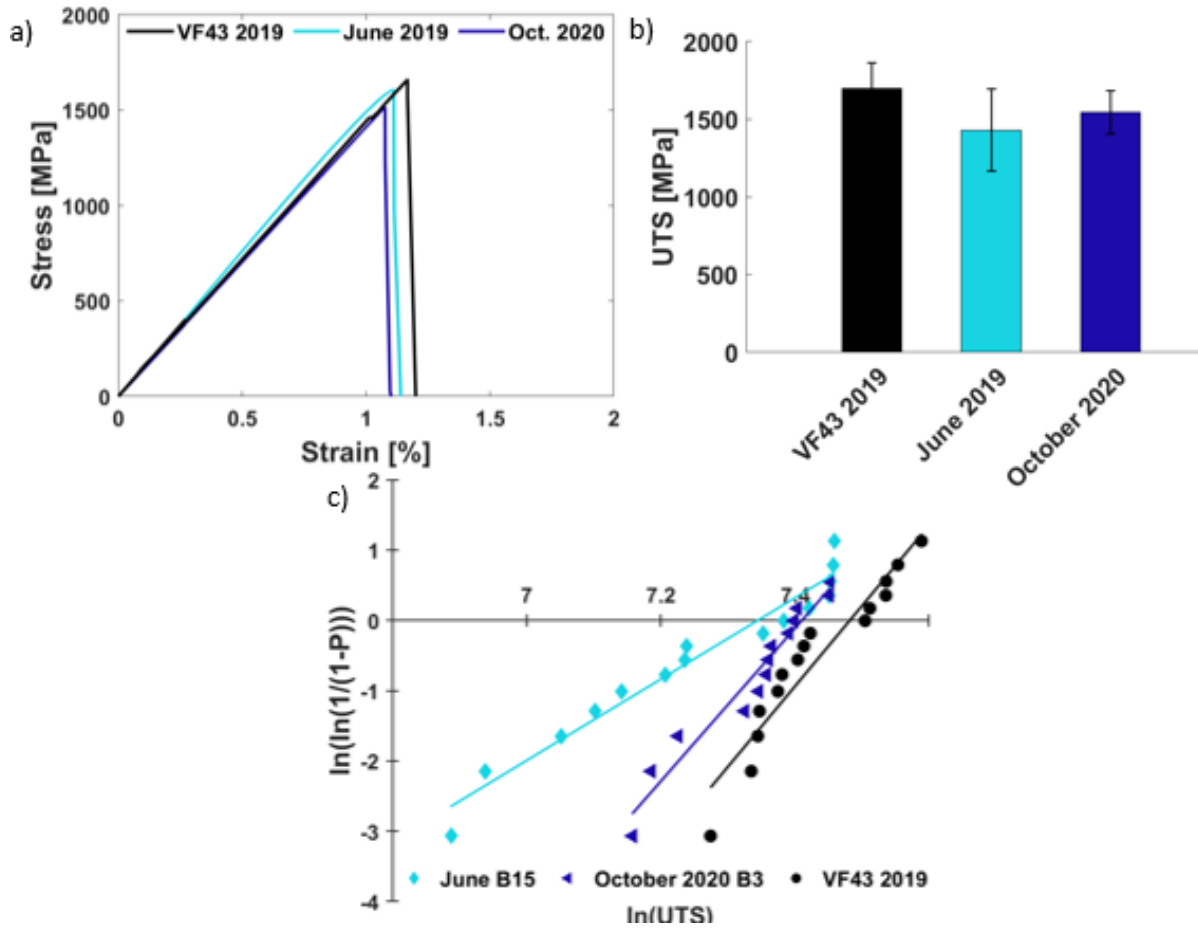 a)
2000
1500
1000
500
0
Stress [MPa]
VF43 2019 June 2019 Oct. 2020
0 0.5 1 1.5 2
Strain [%]
b)
2000
1500
1000
500
0
UTS [MPa]
VF43 2019
June 2019
October 2020
c)
2
1
0
-1
-2
-3
-4
ln(ln(1/(1-P)))
7 7.2 7.4
June B15 October 2020 B3 VF43 2019
ln(UTS)